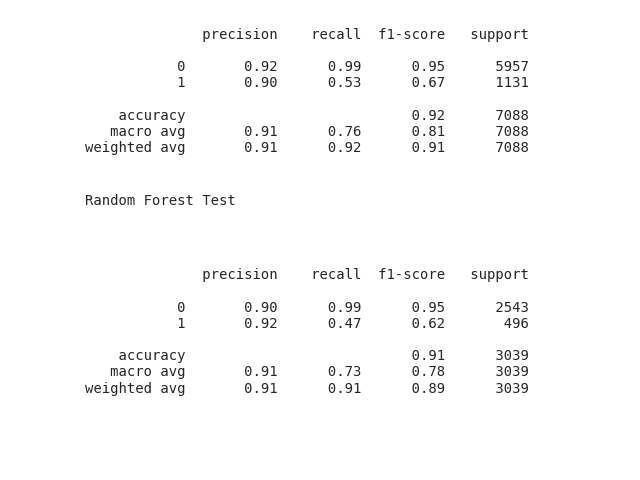 precision    recall  f1-score   support

           0       0.92      0.99      0.95      5957
           1       0.90      0.53      0.67      1131

    accuracy                           0.92      7088
   macro avg       0.91      0.76      0.81      7088
weighted avg       0.91      0.92      0.91      7088

Random Forest Test

              precision    recall  f1-score   support

           0       0.90      0.99      0.95      2543
           1       0.92      0.47      0.62       496

    accuracy                           0.91      3039
   macro avg       0.91      0.73      0.78      3039
weighted avg       0.91      0.91      0.89      3039